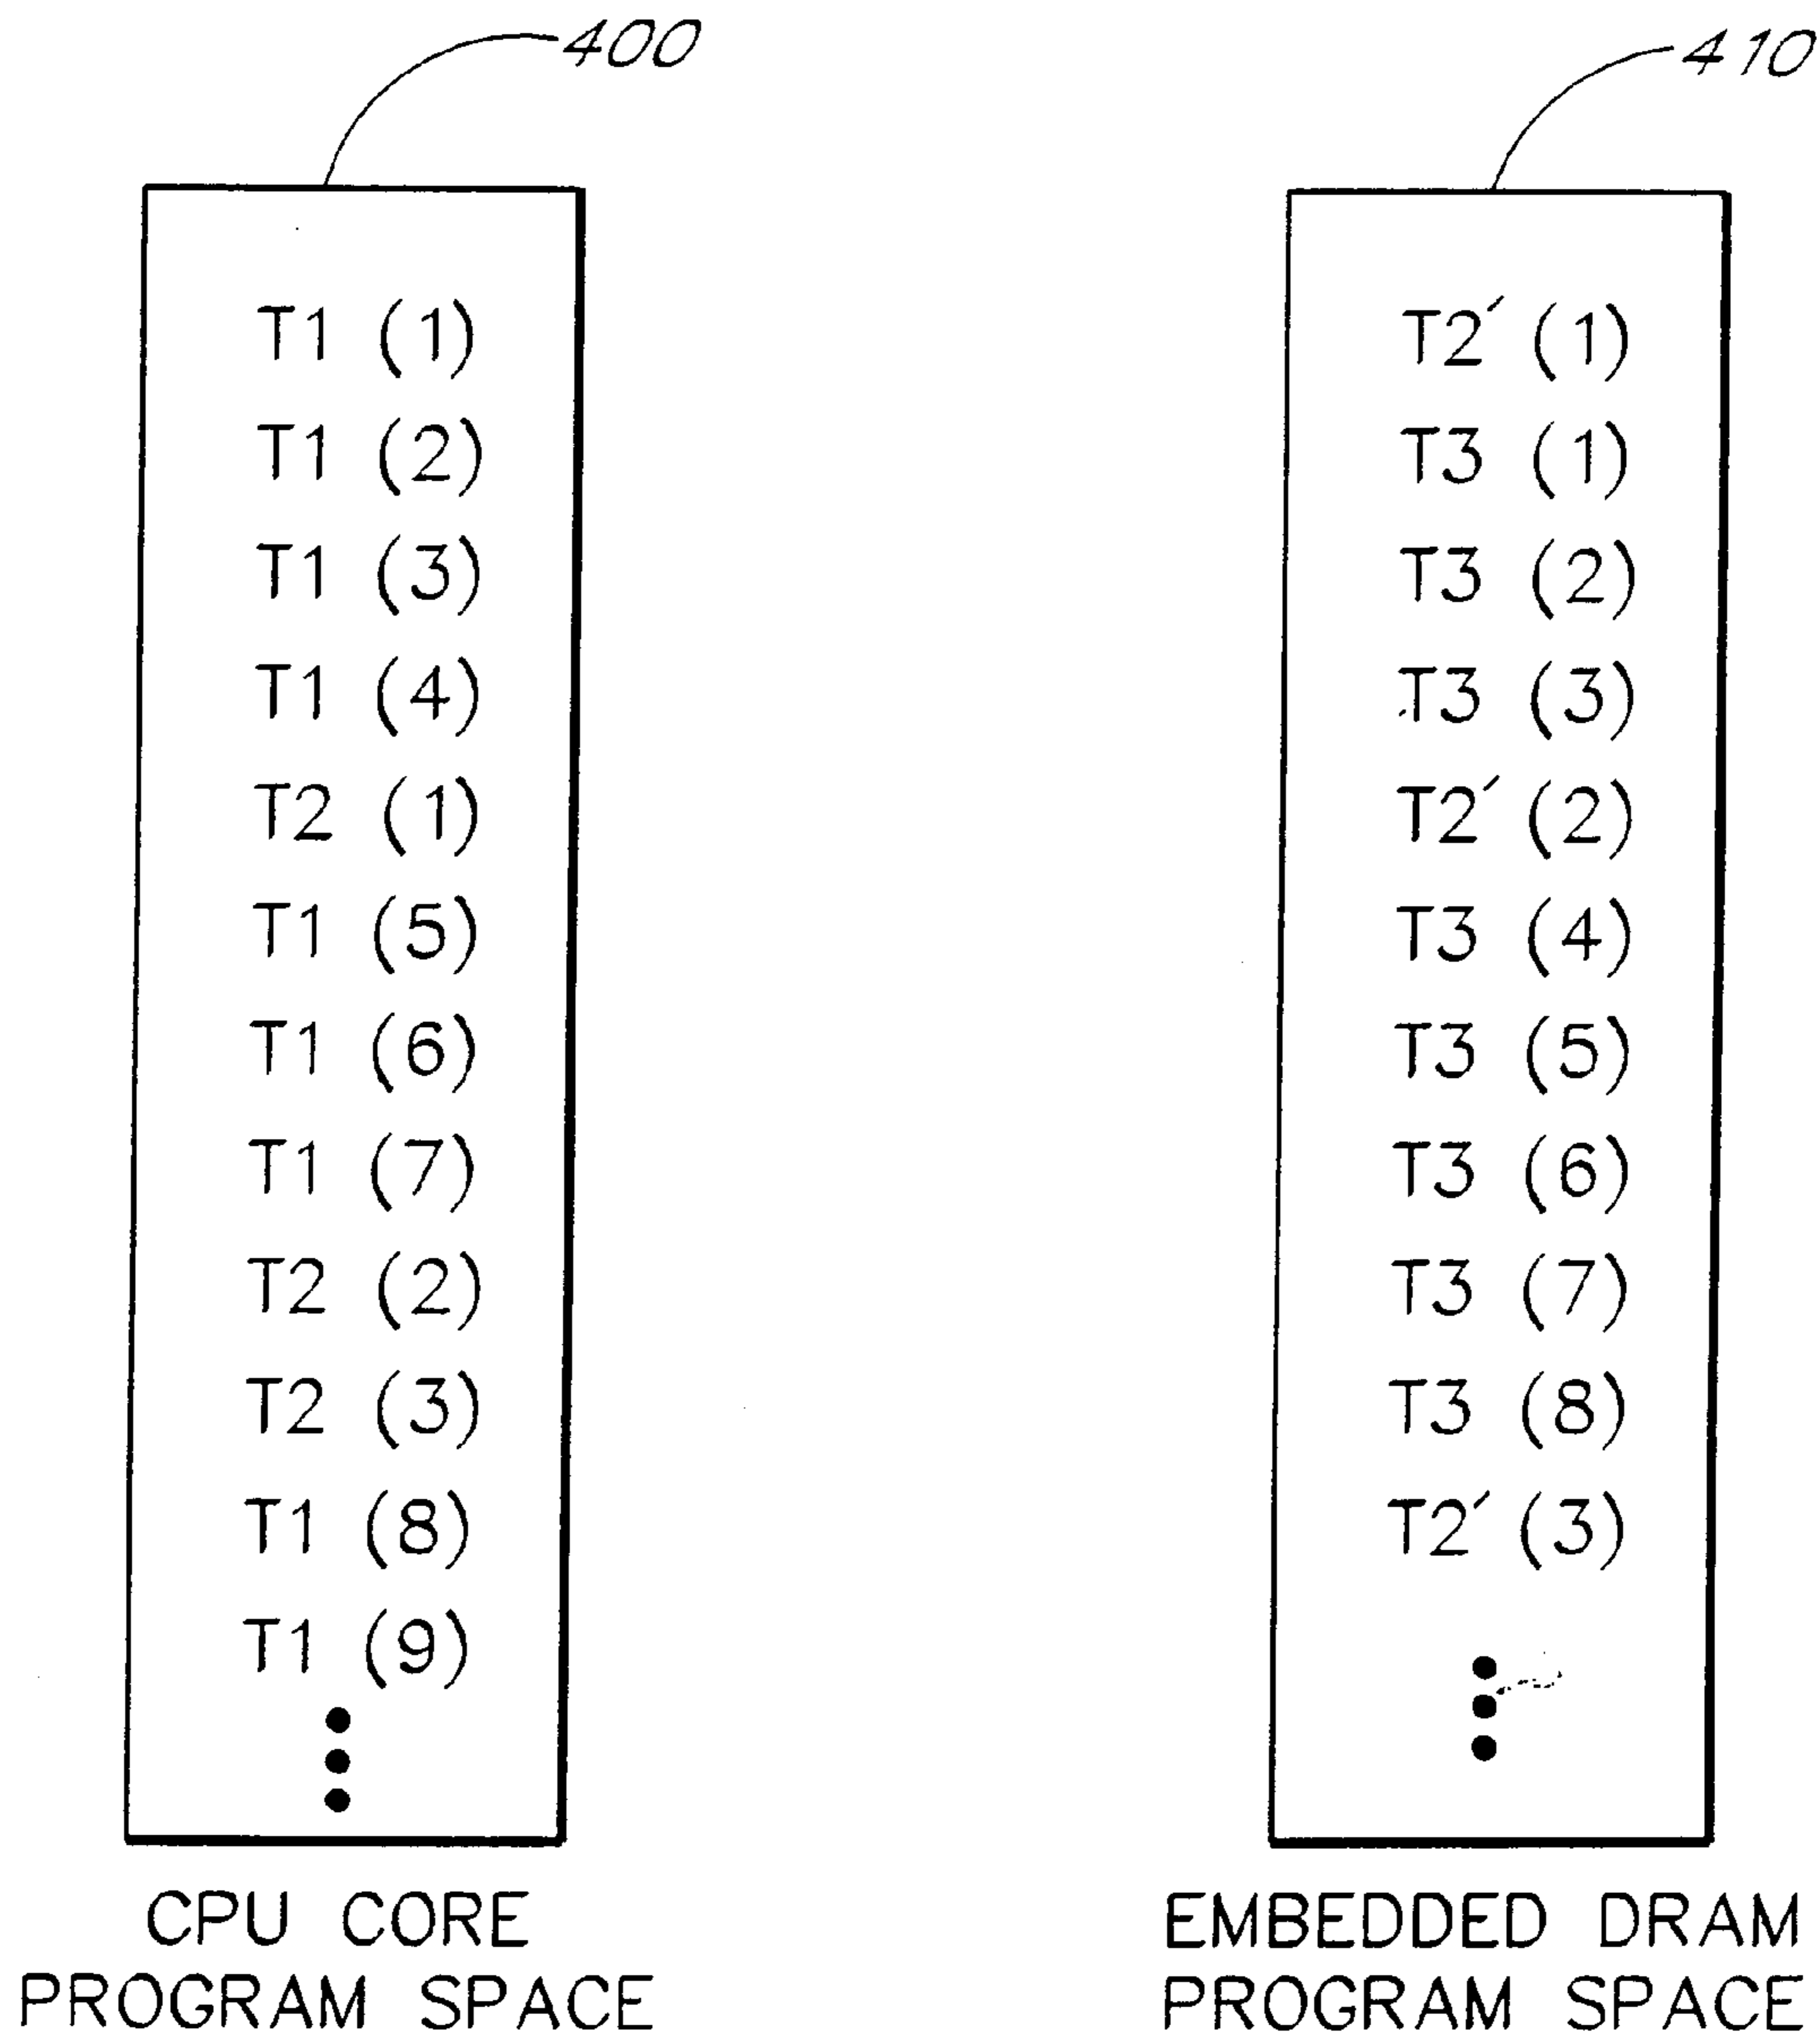 400
T1 (1)
T1 (2)
T1 (3)
T1 (4)
T2 (1)
T1 (5)
T1 (6)
T1 (7)
T2 (2)
T2 (3)
T1 (8)
T1 (9)
CPU CORE
PROGRAM SPACE
410
T2′ (1)
T3 (1)
T3 (2)
T3 (3)
T2′ (2)
T3 (4)
T3 (5)
T3 (6)
T3 (7)
T3 (8)
T2′ (3)
EMBEDDED DRAM
PROGRAM SPACE